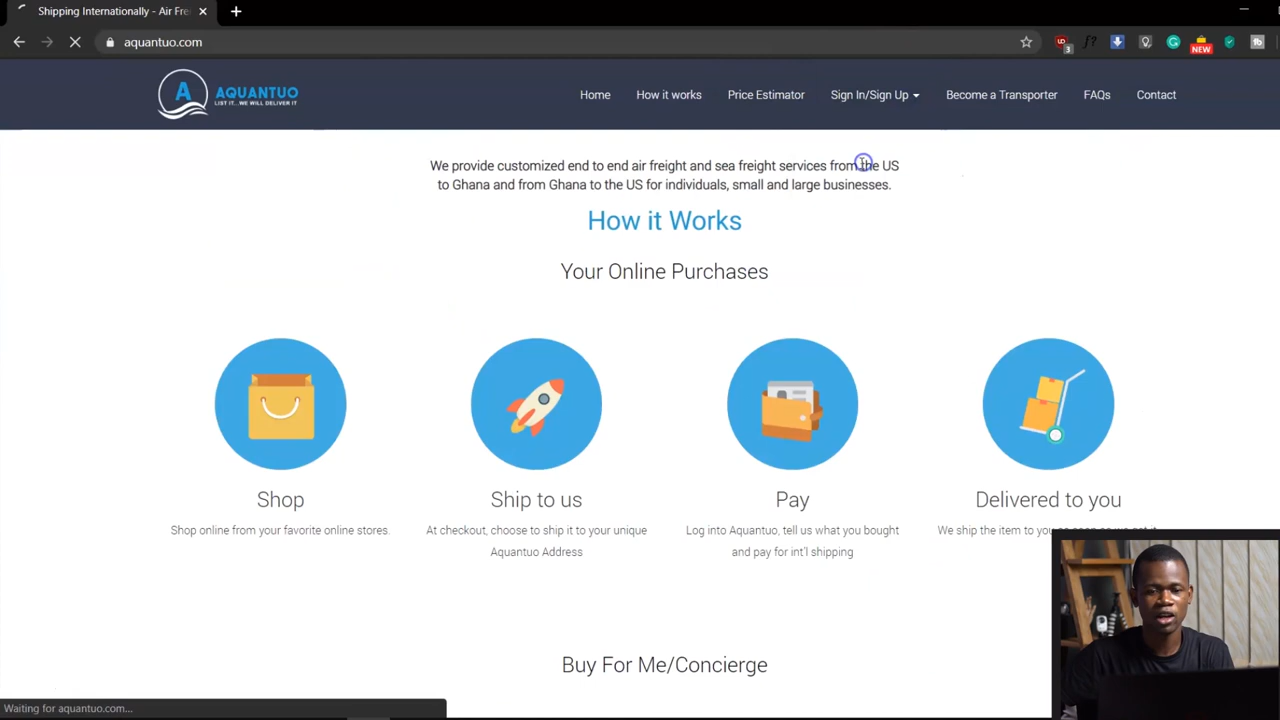 Shipping Internationally - Air Fre
aquantuo.com
3
f?
NEW
A AQUANTUO
LIST IT...WE WILL DELIVER IT
Home How it works Price Estimator Sign In/Sign Up Become a Transporter FAQs Contact
We provide customized end to end air freight and sea freight services from the US
to Ghana and from Ghana to the US for individuals, small and large businesses.
How it Works
Your Online Purchases
Shop Ship to us Pay Delivered to you
Shop online from your favorite online stores. At checkout, choose to ship it to your unique Log into Aquantuo, tell us what you bought We ship the item to you
Aquantuo Address and pay for int'l shipping
Buy For Me/Concierge
Waiting for aquantuo.com...